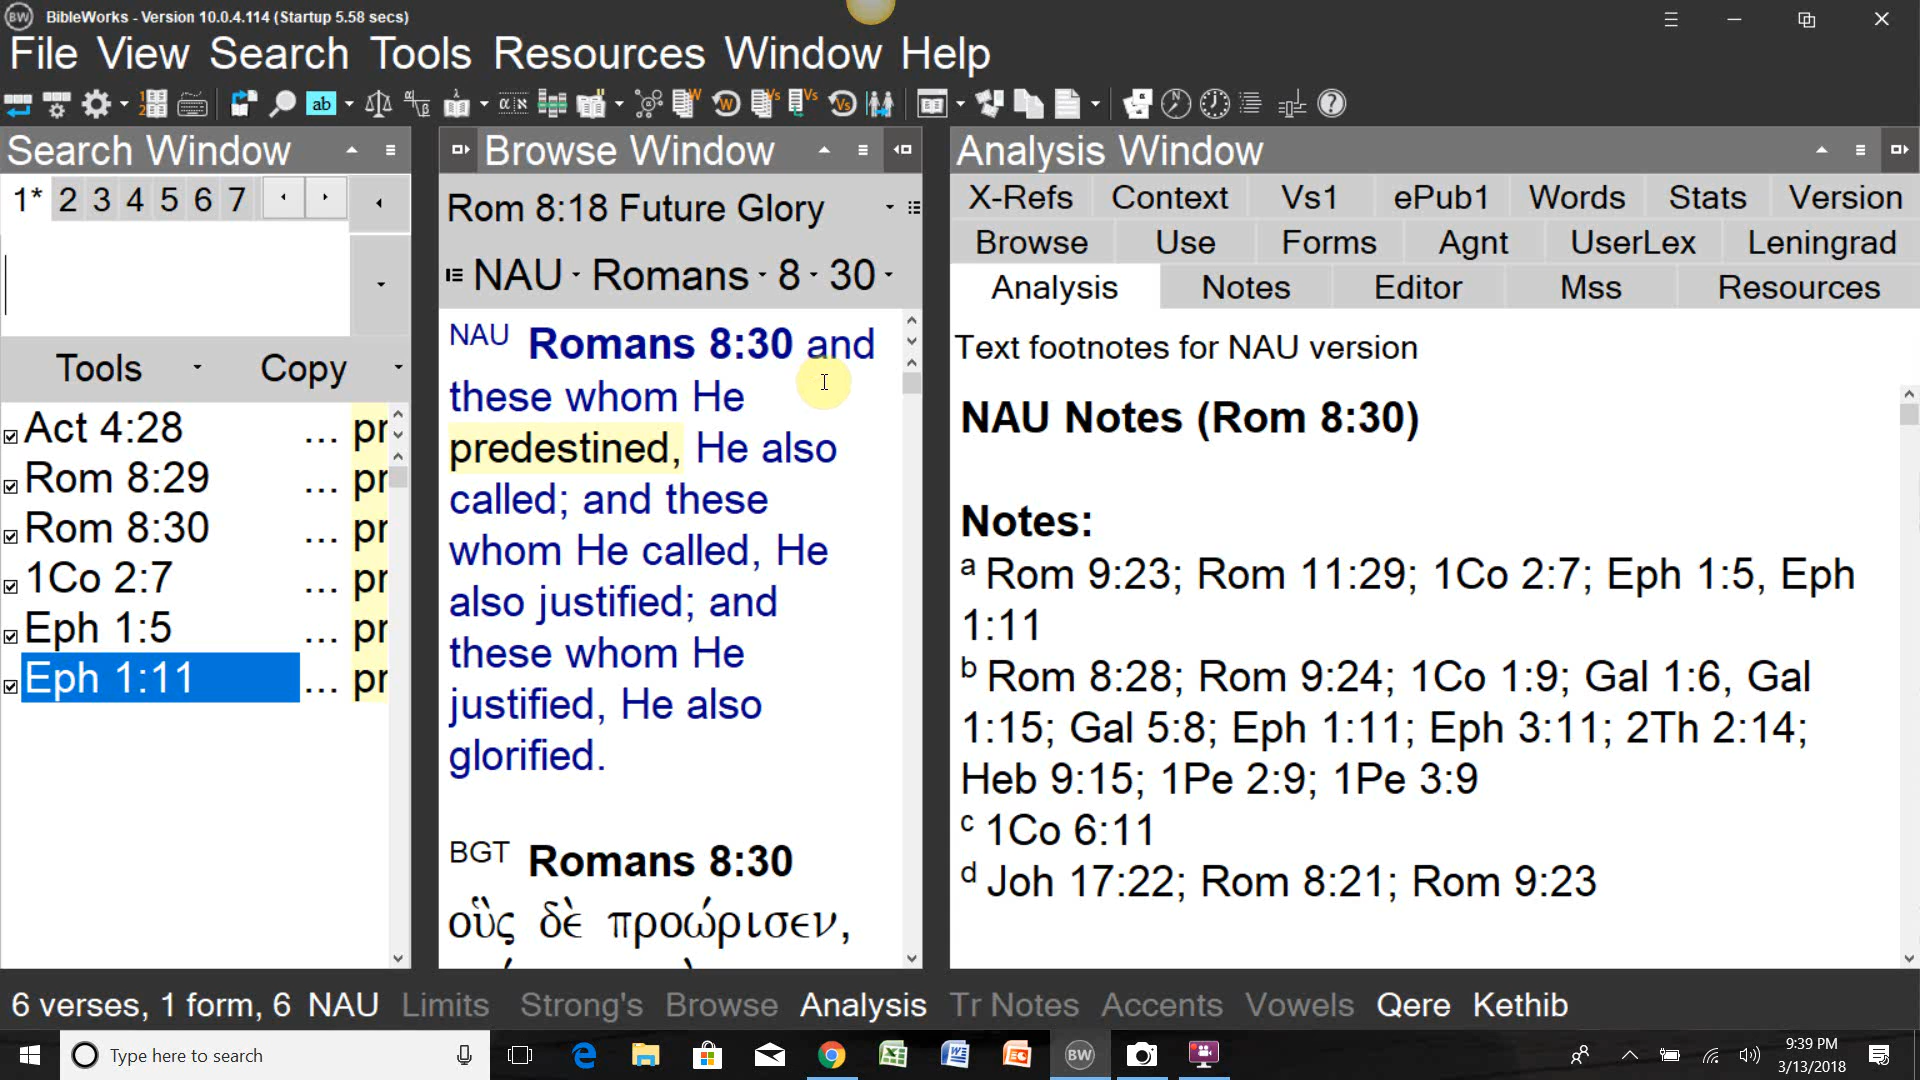 BibleWorks - Version 10.0.4.114 (Startup 5.58 secs)
File View Search Tools Resources Window Help
Search Window
1* 2 3 4 5 6 7
Tools Copy
Act 4:28 ... pr
Rom 8:29 ... pr
Rom 8:30 ... pr
1Co 2:7 ... pr
Eph 1:5 ... pr
Eph 1:11 ... pr
Browse Window
Rom 8:18 Future Glory
NAU Romans 8 30
NAU Romans 8:30 and
these whom He
predestined, He also
called; and these
whom He called, He
also justified; and
these whom He
justified, He also
glorified.
BGT Romans 8:30
οὓς δὲ προώρισεν,
Analysis Window
X-Refs Context Vs1 ePub1 Words Stats Version
Browse Use Forms Agnt UserLex Leningrad
Analysis Notes Editor Mss Resources
Text footnotes for NAU version
NAU Notes (Rom 8:30)
Notes:
a Rom 9:23; Rom 11:29; 1Co 2:7; Eph 1:5, Eph
1:11
b Rom 8:28; Rom 9:24; 1Co 1:9; Gal 1:6, Gal
1:15; Gal 5:8; Eph 1:11; Eph 3:11; 2Th 2:14;
Heb 9:15; 1Pe 2:9; 1Pe 3:9
c 1Co 6:11
d Joh 17:22; Rom 8:21; Rom 9:23
6 verses, 1 form, 6 NAU Limits Strong's Browse Analysis Tr Notes Accents Vowels Qere Kethib
Type here to search
BW
9:39 PM
3/13/2018